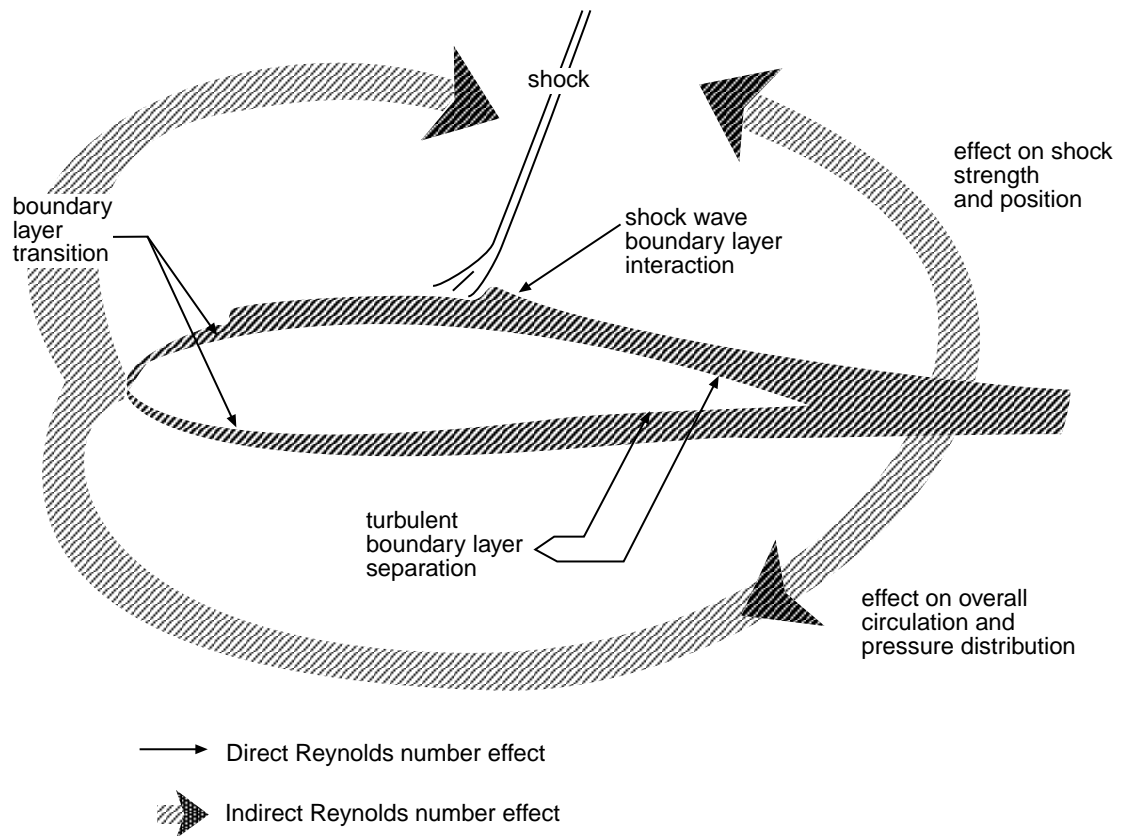 shock
effect on shock
strength
and position
boundary
layer
transition
shock wave
boundary layer
interaction
turbulent
boundary layer
separation
effect on overall
circulation and
pressure distribution
Direct Reynolds number effect
Indirect Reynolds number effect